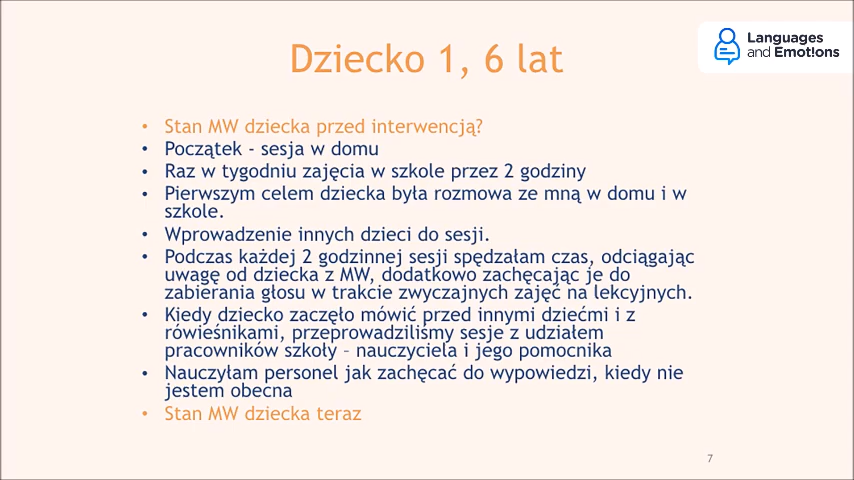 Languages
and Emot!ons
Dziecko 1, 6 lat
• Stan MW dziecka przed interwencją?
• Początek - sesja w domu
• Raz w tygodniu zajęcia w szkole przez 2 godziny
• Pierwszym celem dziecka była rozmowa ze mną w domu i w
szkole.
• Wprowadzenie innych dzieci do sesji.
• Podczas każdej 2 godzinnej sesji spędzałam czas, odciągając
uwagę od dziecka z MW, dodatkowo zachęcając je do
zabierania głosu w trakcie zwyczajnych zajęć na lekcyjnych.
• Kiedy dziecko zaczęło mówić przed innymi dziećmi i z
rówieśnikami, przeprowadziliśmy sesje z udziałem
pracowników szkoły – nauczyciela i jego pomocnika
• Nauczyłam personel jak zachęcać do wypowiedzi, kiedy nie
jestem obecna
• Stan MW dziecka teraz
7